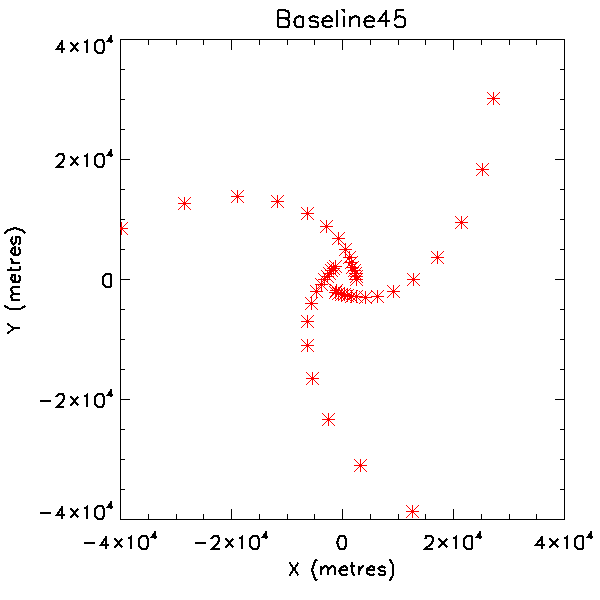 Baseline45
4×10⁴
2×10⁴
0
−2×10⁴
−4×10⁴
Y (metres)
−4×10⁴ −2×10⁴ 0 2×10⁴ 4×10⁴
X (metres)